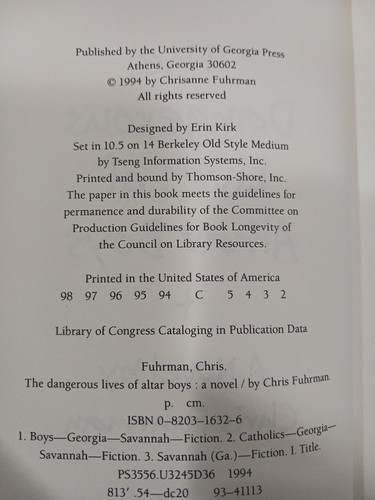 Published by the University of Georgia Press
Athens, Georgia 30602
© 1994 by Chrisanne Fuhrman
All rights reserved
Designed by Erin Kirk
Set in 10.5 on 14 Berkeley Old Style Medium
by Tseng Information Systems, Inc.
Printed and bound by Thomson-Shore, Inc.
The paper in this book meets the guidelines for
permanence and durability of the Committee on
Production Guidelines for Book Longevity of
the Council on Library Resources.
Printed in the United States of America
98 97 96 95 94 C 5 4 3 2
Library of Congress Cataloging in Publication Data
Fuhrman, Chris.
The dangerous lives of altar boys : a novel / by Chris Fuhrman.
p. cm.
ISBN 0-8203-1632-6
1. Boys—Georgia—Savannah—Fiction. 2. Catholics—Georgia—
Savannah—Fiction. 3. Savannah (Ga.)—Fiction. I. Title.
PS3556.U3245D36 1994
813' .54—dc20 93-41113